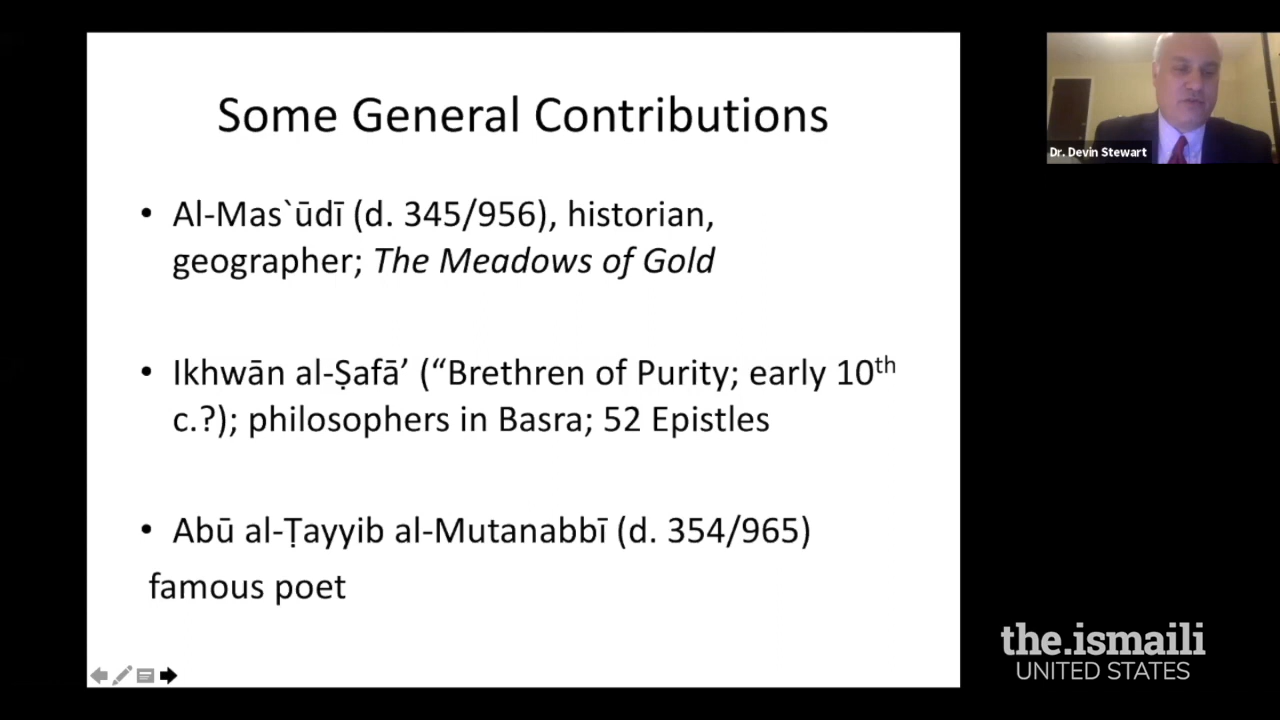 Some General Contributions
• Al-Mas`ūdī (d. 345/956), historian,
geographer; The Meadows of Gold
• Ikhwān al-Ṣafā’ (“Brethren of Purity; early 10th
c.?); philosophers in Basra; 52 Epistles
• Abū al-Ṭayyib al-Mutanabbī (d. 354/965)
famous poet
Dr. Devin Stewart
the.ismaili
UNITED STATES